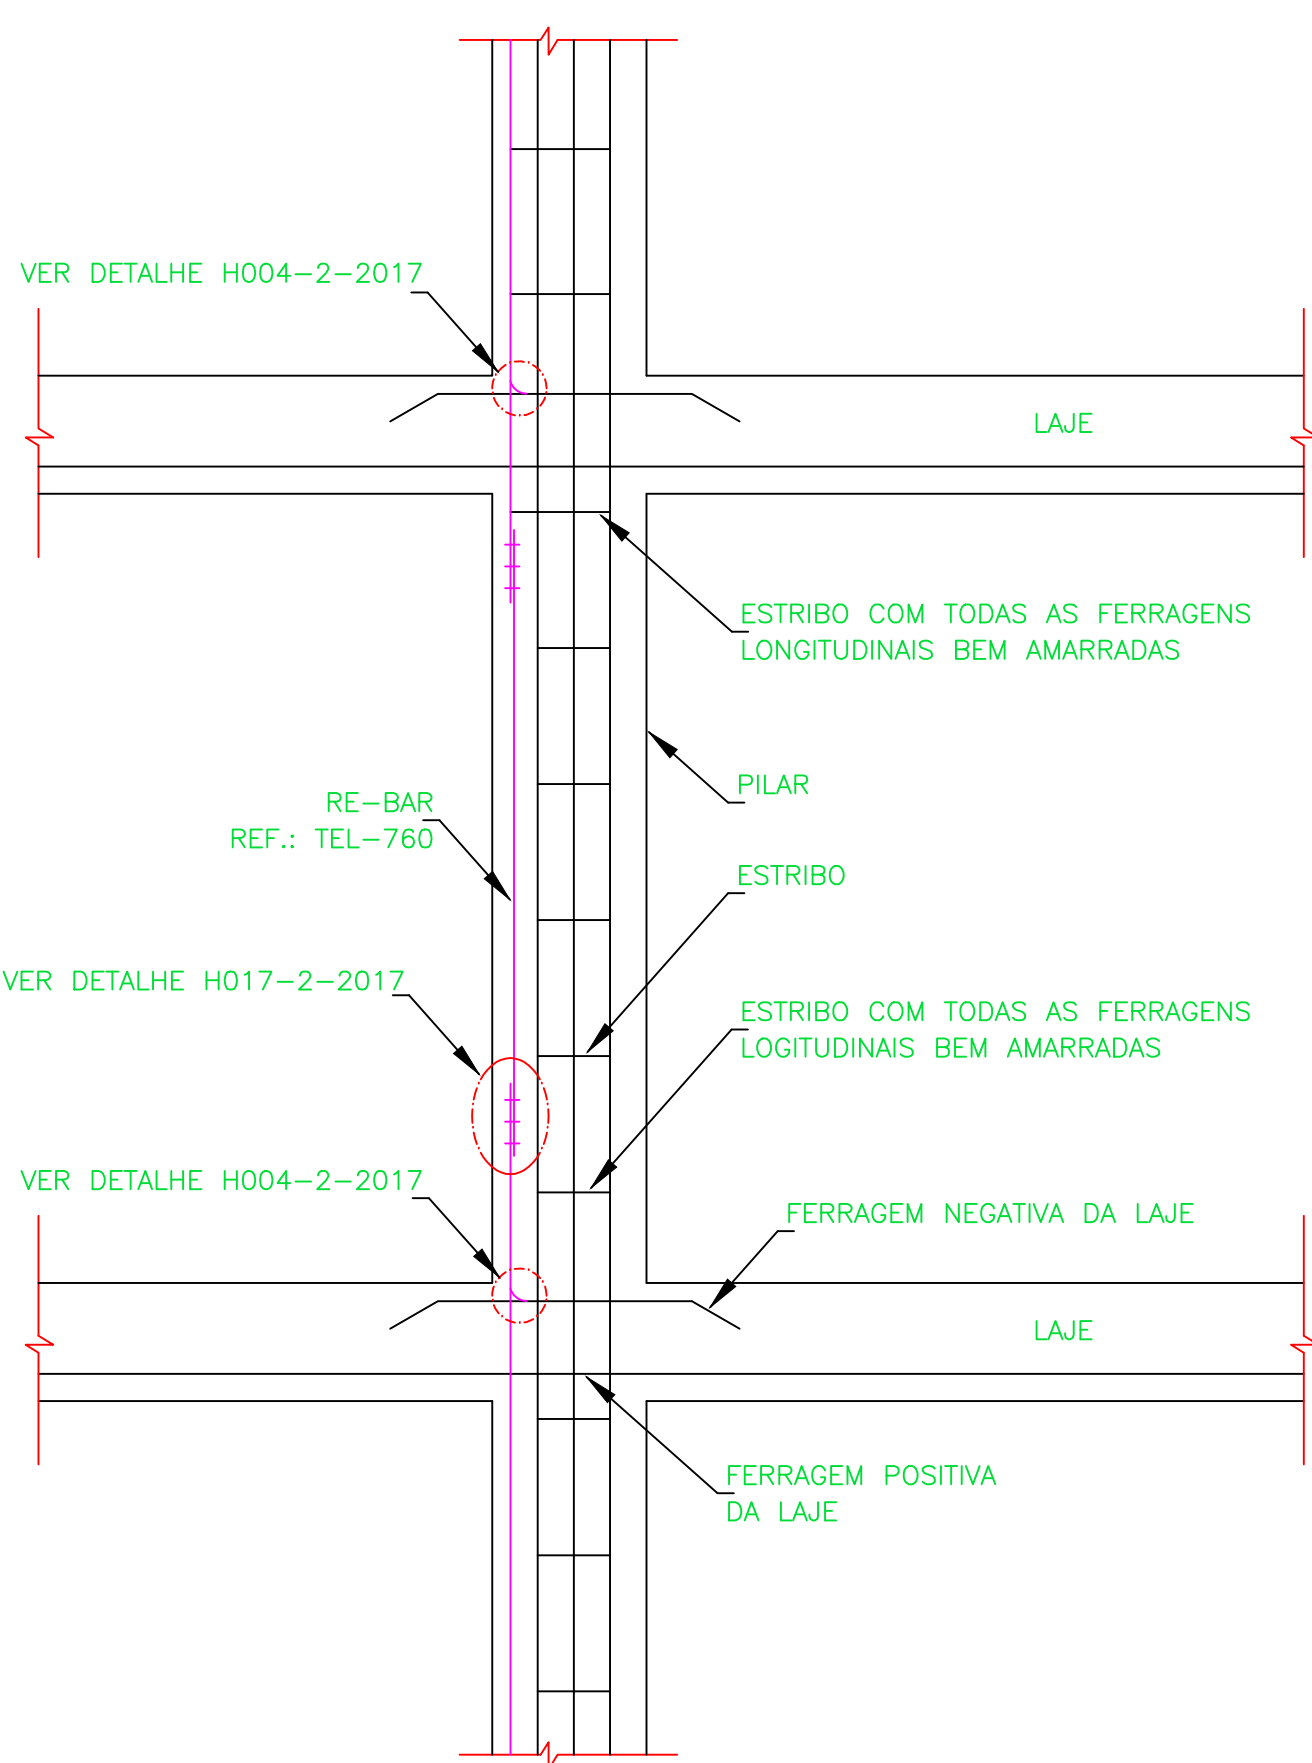 VER DETALHE H004-2-2017
LAJE
ESTRIBO COM TODAS AS FERRAGENS
LONGITUDINAIS BEM AMARRADAS
PILAR
RE-BAR
REF.: TEL-760
ESTRIBO
VER DETALHE H017-2-2017
ESTRIBO COM TODAS AS FERRAGENS
LOGITUDINAIS BEM AMARRADAS
VER DETALHE H004-2-2017
FERRAGEM NEGATIVA DA LAJE
LAJE
FERRAGEM POSITIVA
DA LAJE